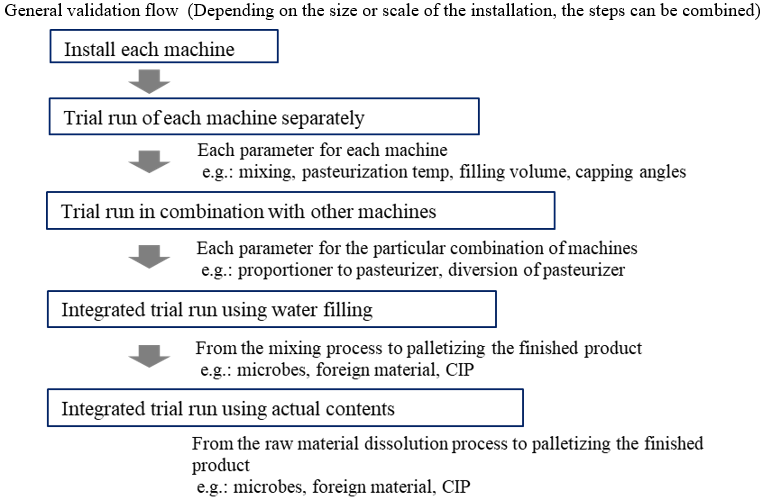 General validation flow (Depending on the size or scale of the installation, the steps can be combined)
Install each machine
Trial run of each machine separately
Each parameter for each machine
e.g.: mixing, pasteurization temp, filling volume, capping angles
Trial run in combination with other machines
Each parameter for the particular combination of machines
e.g.: proportioner to pasteurizer, diversion of pasteurizer
Integrated trial run using water filling
From the mixing process to palletizing the finished product
e.g.: microbes, foreign material, CIP
Integrated trial run using actual contents
From the raw material dissolution process to palletizing the finished
product
e.g.: microbes, foreign material, CIP